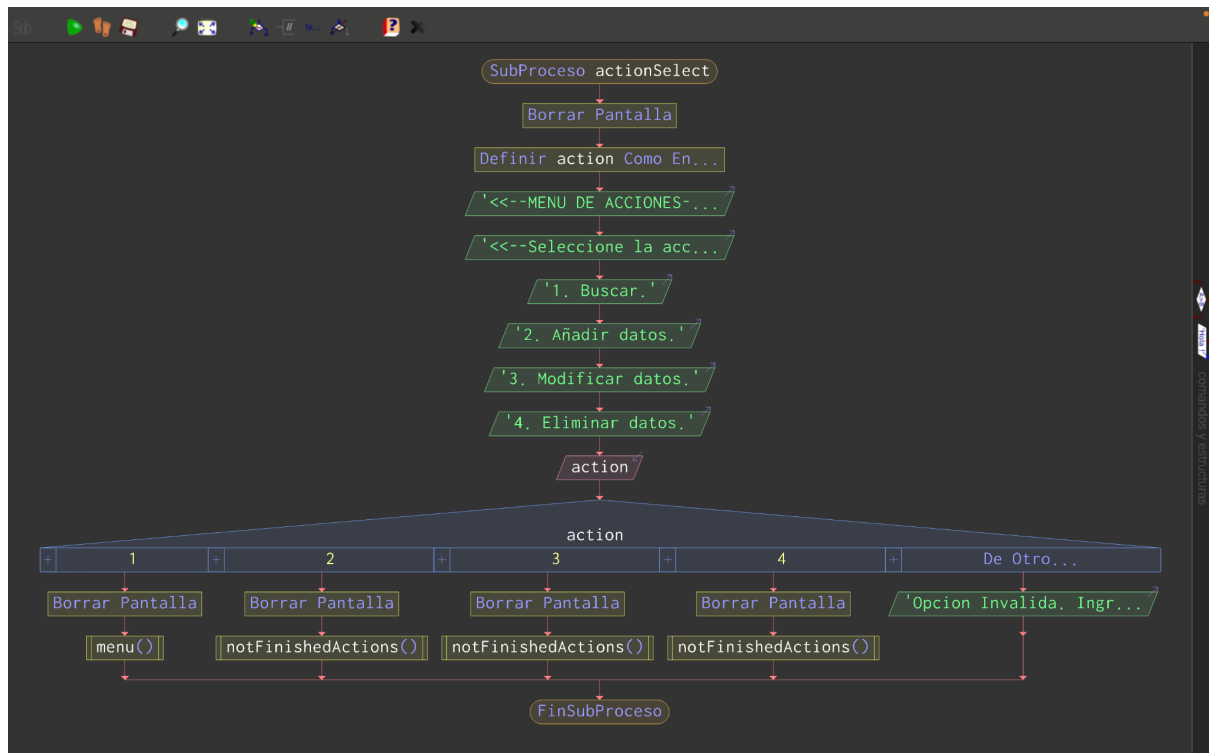 Sub
SubProceso actionSelect
Borrar Pantalla
Definir action Como En...
'<<--MENU DE ACCIONES-...
'<<--Seleccione la acc...
'1. Buscar.'
'2. Añadir datos.'
'3. Modificar datos.'
'4. Eliminar datos.'
action
action
+ 1 + 2 + 3 + 4 + De Otro...
Borrar Pantalla Borrar Pantalla Borrar Pantalla Borrar Pantalla 'Opcion Invalida. Ingr...
menu() notFinishedActions() notFinishedActions() notFinishedActions()
FinSubProceso
'Hola !'
comandos y estructuras